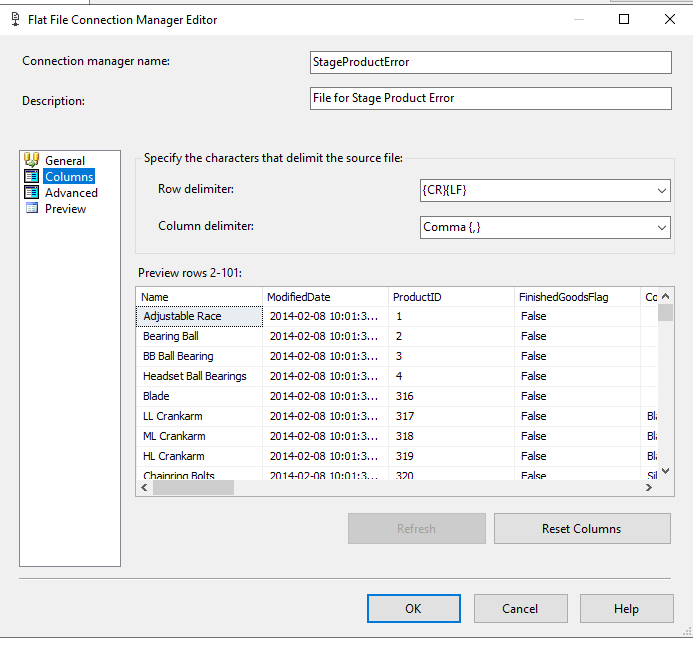 Flat File Connection Manager Editor
Connection manager name: StageProductError
Description: File for Stage Product Error
General
Columns
Advanced
Preview
Specify the characters that delimit the source file:
Row delimiter: {CR}{LF}
Column delimiter: Comma {,}
Preview rows 2-101:
Name ModifiedDate ProductID FinishedGoodsFlag Co
Adjustable Race 2014-02-08 10:01:3... 1 False
Bearing Ball 2014-02-08 10:01:3... 2 False
BB Ball Bearing 2014-02-08 10:01:3... 3 False
Headset Ball Bearings 2014-02-08 10:01:3... 4 False
Blade 2014-02-08 10:01:3... 316 False
LL Crankarm 2014-02-08 10:01:3... 317 False Bl
ML Crankarm 2014-02-08 10:01:3... 318 False Bl
HL Crankarm 2014-02-08 10:01:3... 319 False Bl
Chainring Bolts 2014-02-08 10:01:3... 320 False Sil
Refresh Reset Columns
OK Cancel Help